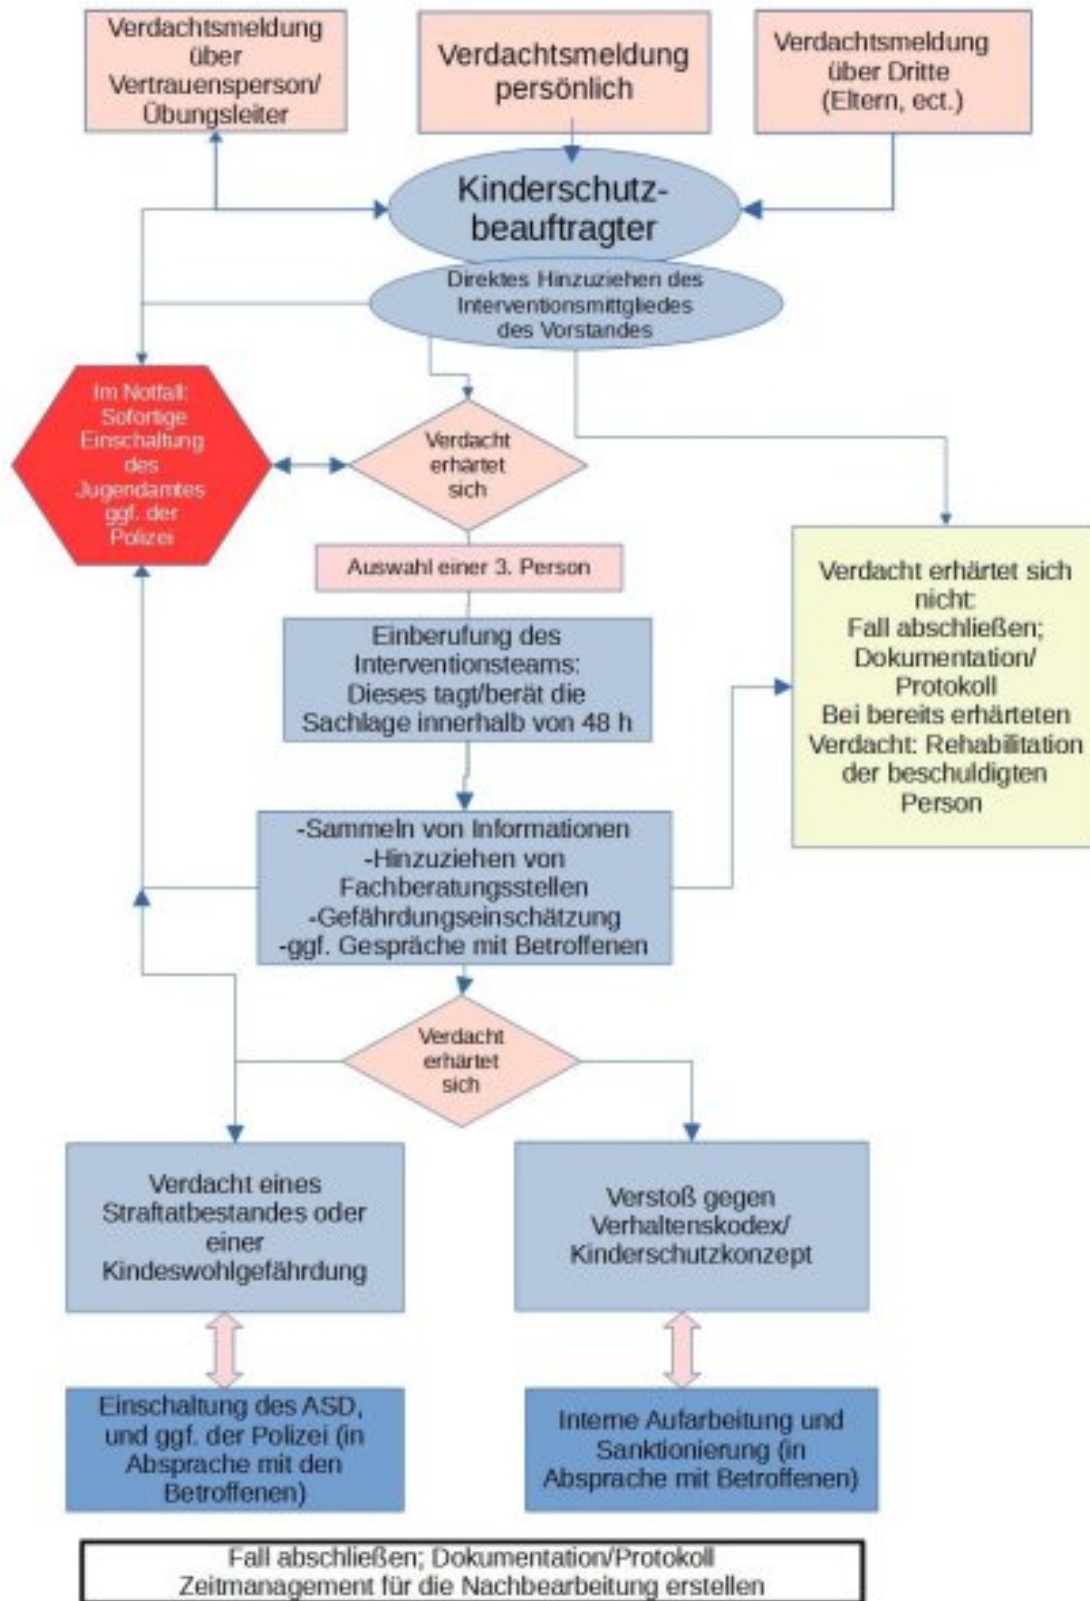 Verdachtsmeldung
über
Vertrauensperson/
Übungsleiter
Verdachtsmeldung
persönlich
Verdachtsmeldung
über Dritte
(Eltern, ect.)
Kinderschutz-
beauftragter
Direktes Hinzuziehen des
Interventionsmittgliedes
des Vorstandes
Im Notfall:
Sofortige
Einschaltung
des
Jugendamtes
ggf. der
Polizei
Verdacht
erhärtet
sich
Auswahl einer 3. Person
Einberufung des
Interventionsteams:
Dieses tagt/berät die
Sachlage innerhalb von 48 h
Verdacht erhärtet sich
nicht:
Fall abschließen;
Dokumentation/
Protokoll
Bei bereits erhärteten
Verdacht: Rehabilitation
der beschuldigten
Person
-Sammeln von Informationen
-Hinzuziehen von
Fachberatungsstellen
-Gefährdungseinschätzung
-ggf. Gespräche mit Betroffenen
Verdacht
erhärtet
sich
Verdacht eines
Straftatbestandes oder
einer
Kindeswohlgefährdung
Verstoß gegen
Verhaltenskodex/
Kinderschutzkonzept
Einschaltung des ASD,
und ggf. der Polizei (in
Absprache mit den
Betroffenen)
Interne Aufarbeitung und
Sanktionierung (in
Absprache mit Betroffenen)
Fall abschließen; Dokumentation/Protokoll
Zeitmanagement für die Nachbearbeitung erstellen